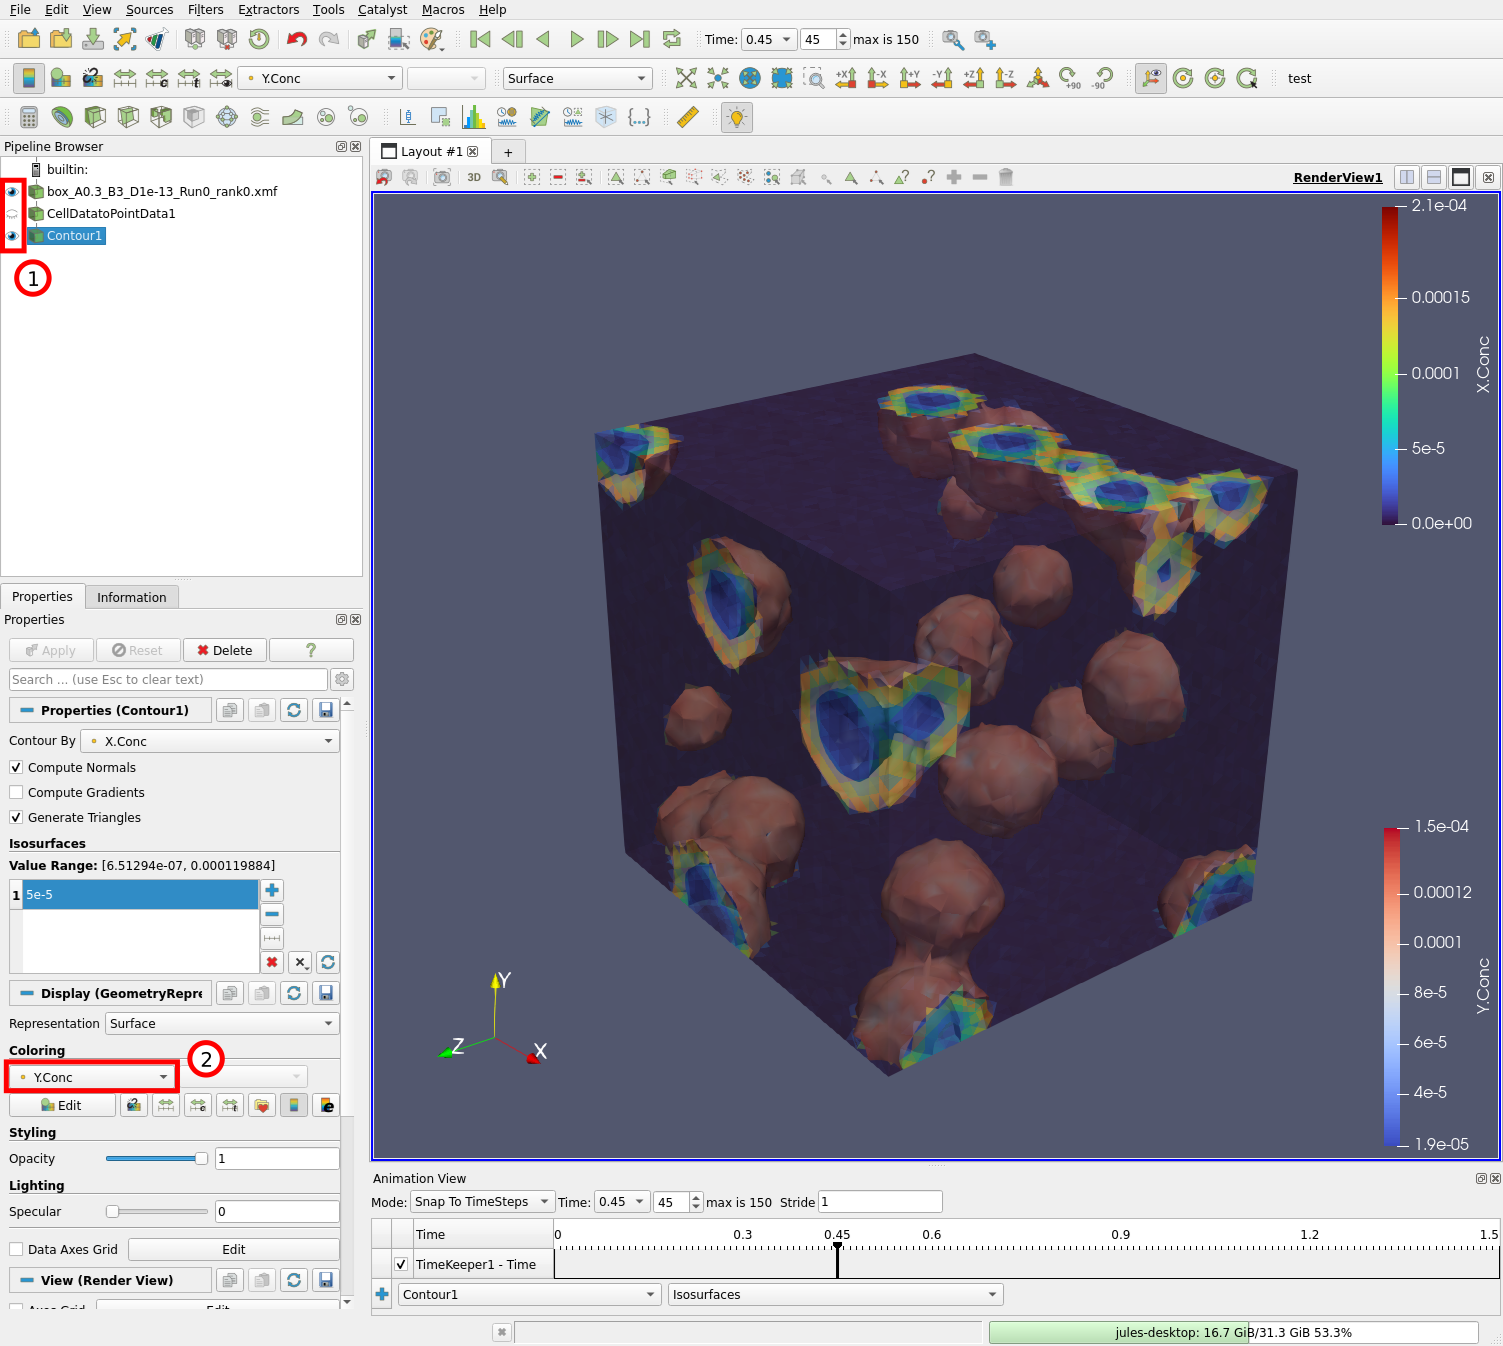 File Edit View Sources Filters Extractors Tools Catalyst Macros Help
Time: 0.45 45 max is 150
Y.Conc Surface +X -X +Y -Y +Z -Z +90 -90 test
Pipeline Browser
builtin:
box_A0.3_B3_D1e-13_Run0_rank0.xmf
CellDatatoPointData1
Contour1
1
Properties Information
Properties
Apply Reset Delete ?
Search ... (use Esc to clear text)
Properties (Contour1)
Contour By X.Conc
Compute Normals
Compute Gradients
Generate Triangles
Isosurfaces
Value Range: [6.51294e-07, 0.000119884]
1 5e-5
Display (GeometryRepre
Representation Surface
Coloring
2
Y.Conc
Edit
Styling
Opacity 1
Lighting
Specular 0
Data Axes Grid Edit
View (Render View)
Axes Grid Edit
Layout #1 +
3D RenderView1
2.1e-04
0.00015
0.0001
5e-5
0.0e+00
X.Conc
1.5e-04
0.00012
0.0001
8e-5
6e-5
4e-5
1.9e-05
Y.Conc
Y
Z
X
Animation View
Mode: Snap To TimeSteps Time: 0.45 45 max is 150 Stride 1
Time 0 0.3 0.45 0.6 0.9 1.2 1.5
TimeKeeper1 - Time
Contour1 Isosurfaces
jules-desktop: 16.7 GiB/31.3 GiB 53.3%